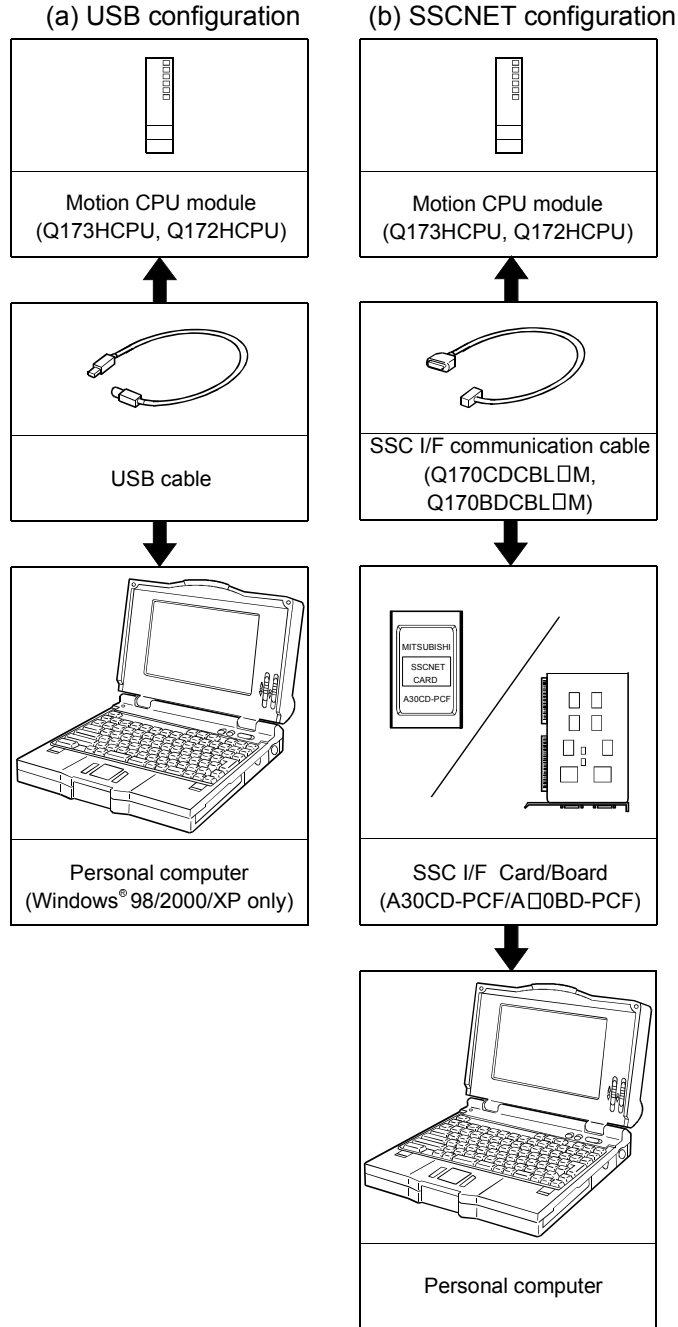 (a) USB configuration
Motion CPU module
(Q173HCPU, Q172HCPU)
USB cable
Personal computer
(Windows® 98/2000/XP only)
(b) SSCNET configuration
Motion CPU module
(Q173HCPU, Q172HCPU)
SSC I/F communication cable
(Q170CDCBL□M,
Q170BDCBL□M)
MITSUBISHI
SSCNET
CARD
A30CD-PCF
SSC I/F Card/Board
(A30CD-PCF/A□0BD-PCF)
Personal computer